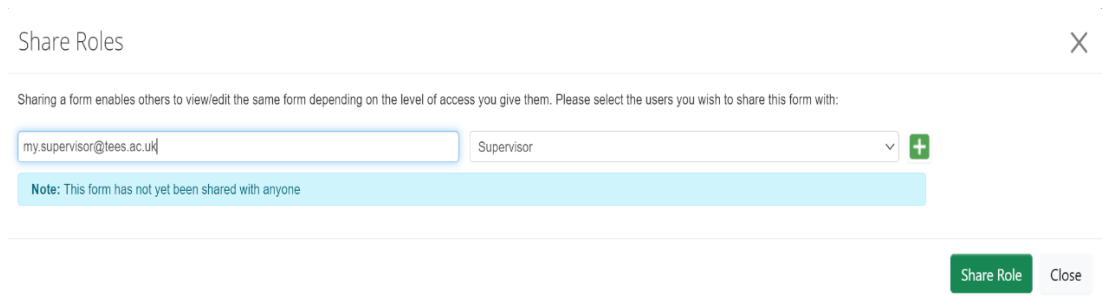 Share Roles
X
Sharing a form enables others to view/edit the same form depending on the level of access you give them. Please select the users you wish to share this form with:
my.supervisor@tees.ac.uk
Supervisor
Note: This form has not yet been shared with anyone
Share Role
Close